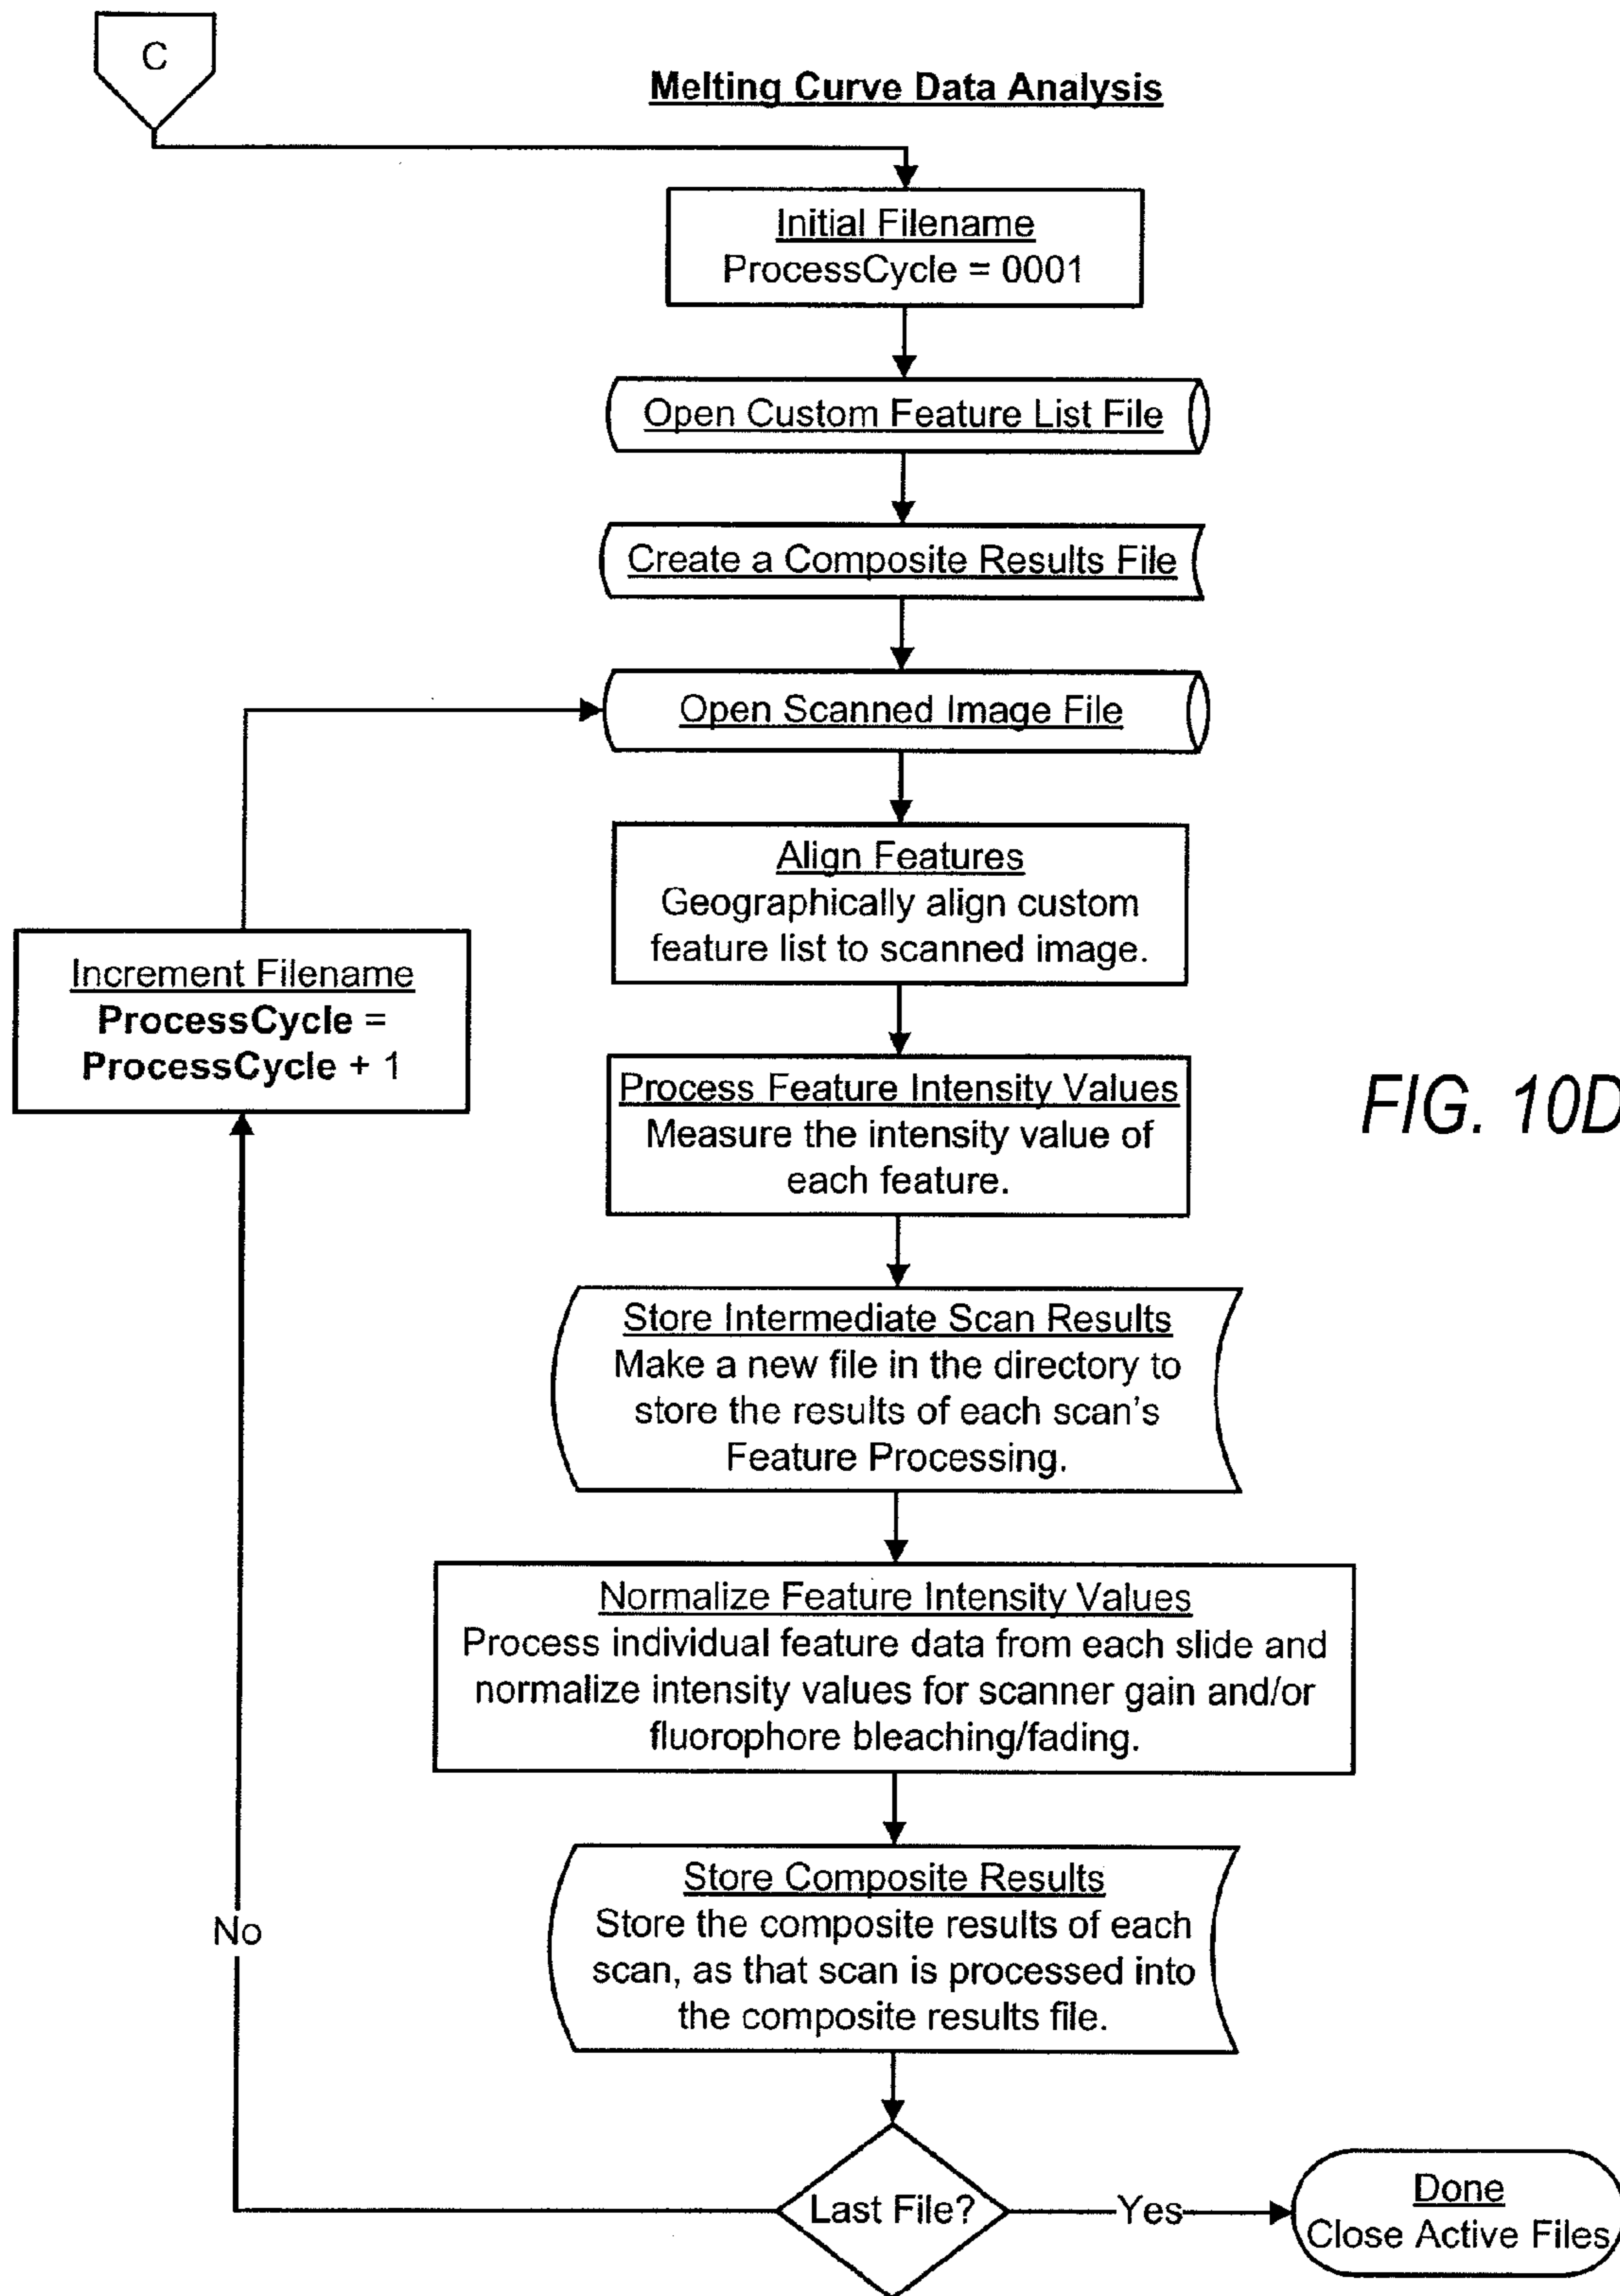 C
Melting Curve Data Analysis
Initial Filename
ProcessCycle = 0001
Open Custom Feature List File
Create a Composite Results File
Open Scanned Image File
Align Features
Geographically align custom
feature list to scanned image.
Increment Filename
ProcessCycle =
ProcessCycle + 1
Process Feature Intensity Values
Measure the intensity value of
each feature.
FIG. 10D
Store Intermediate Scan Results
Make a new file in the directory to
store the results of each scan's
Feature Processing.
Normalize Feature Intensity Values
Process individual feature data from each slide and
normalize intensity values for scanner gain and/or
fluorophore bleaching/fading.
Store Composite Results
Store the composite results of each
scan, as that scan is processed into
the composite results file.
No
Last File?
Yes
Done
Close Active Files